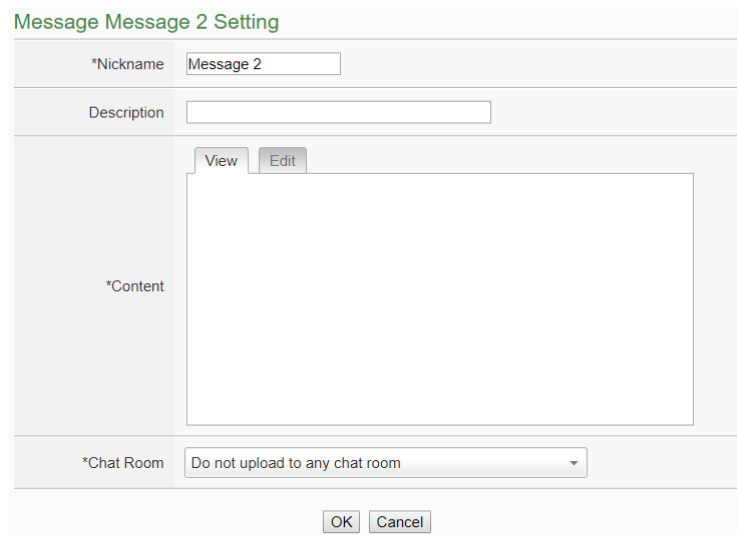 Message Message 2 Setting
*Nickname Message 2
Description
View Edit
*Content
*Chat Room Do not upload to any chat room
OK Cancel